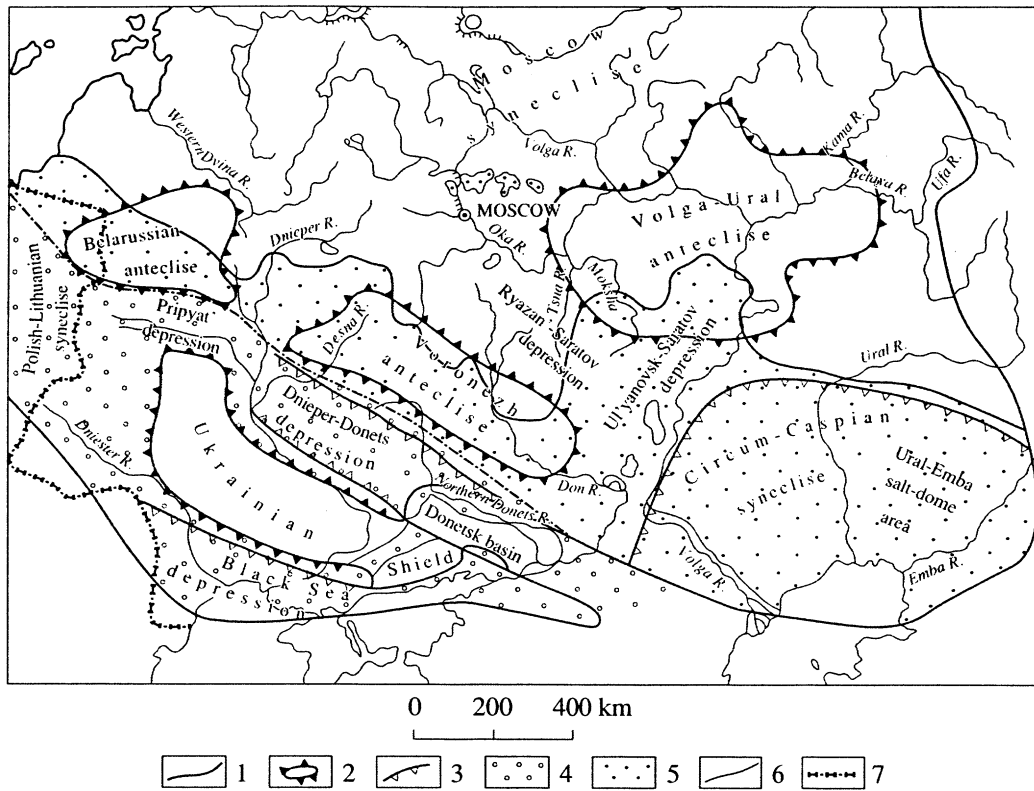 Moscow
syneclise
Western Dvina R.
Volga R.
Kama R.
Belaya R.
Ufa R.
MOSCOW
Volga-Ural
anteclise
Belarussian
anteclise
Dnieper R.
Oka R.
Tsna R.
Moksha
Polish-Lithuanian
syneclise
Pripyat
depression
Desna R.
Ryazan-Saratov
depression
Voronezh
anteclise
Ul'yanovsk-Saratov
depression
Ural R.
Dnieper-Donets
depression
Circum-Caspian
syneclise
Ural-Emba
salt-dome
area
Dniester R.
Ukrainian
Shield
Northern Donets R.
Don R.
Donetsk basin
Black Sea
depression
Volga R.
Emba R.
0 200 400 km
1 2 3 4 5 6 7